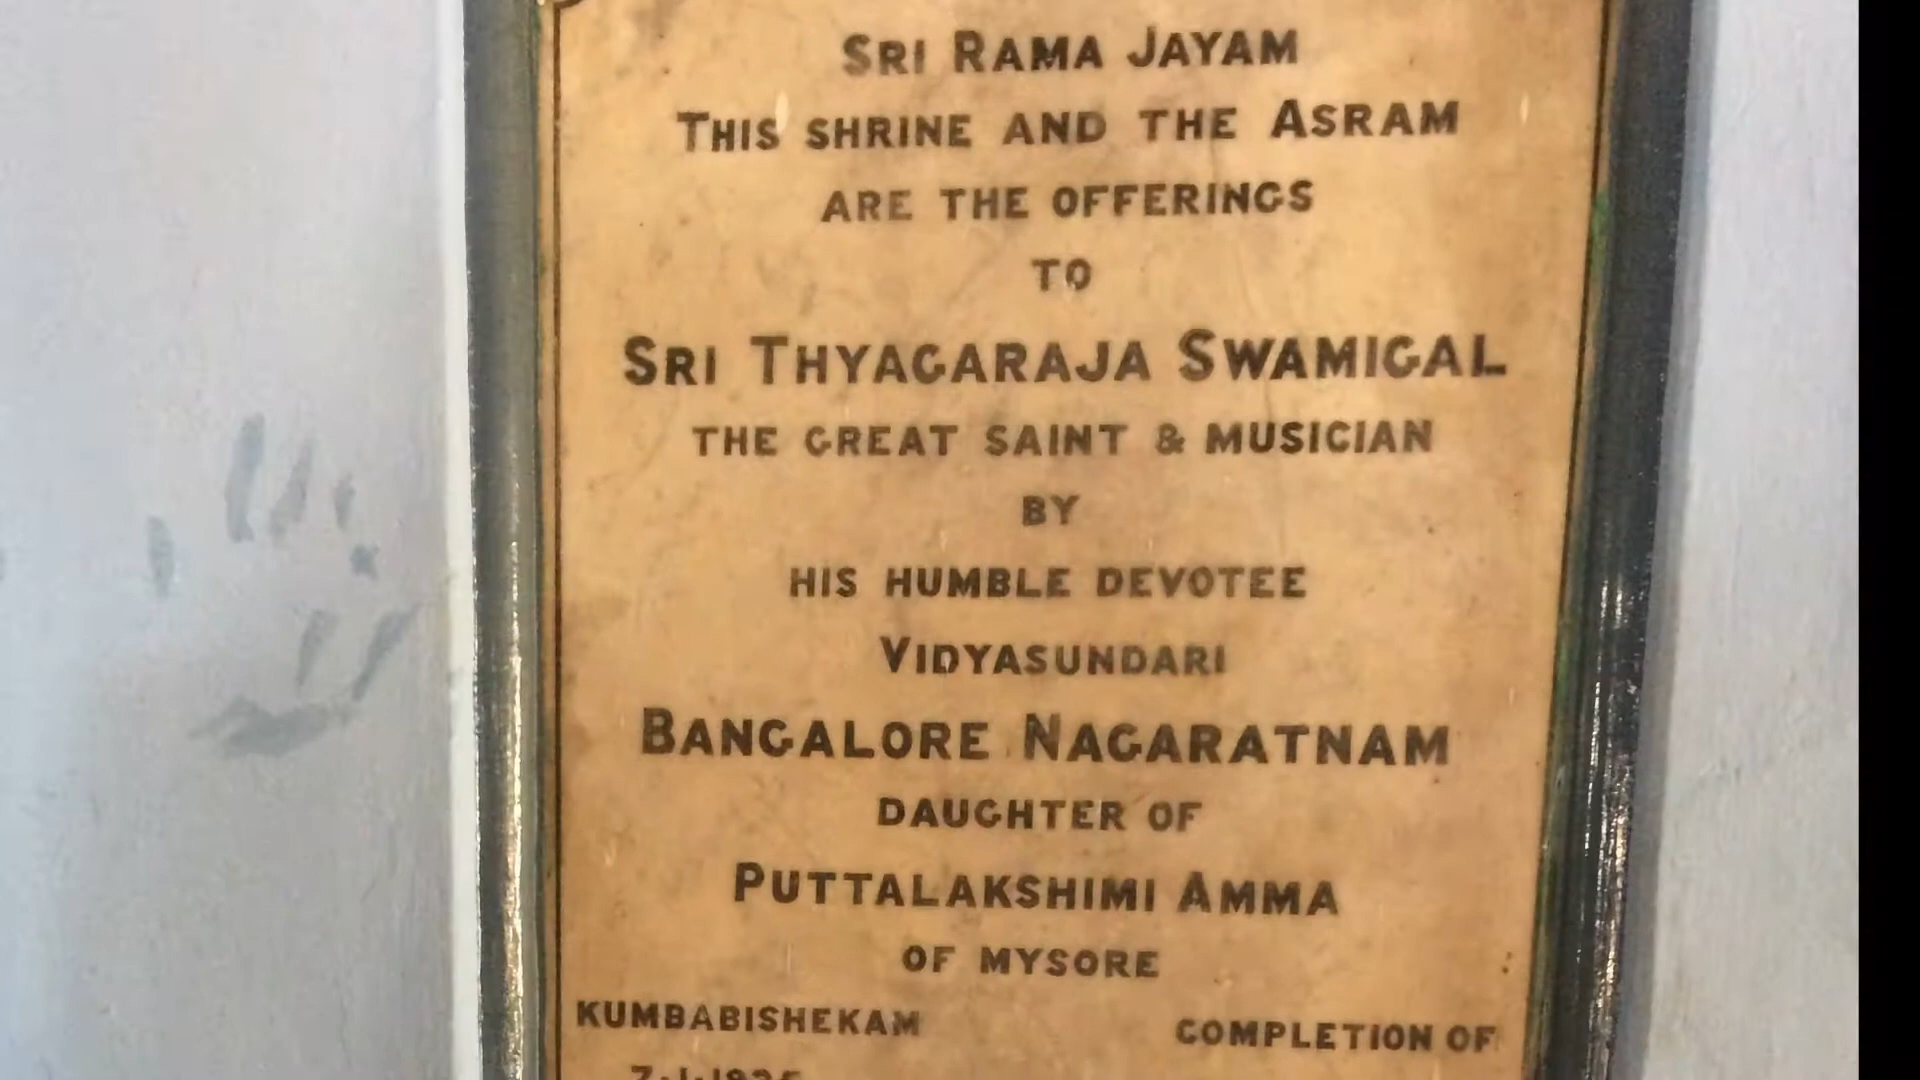 SRI RAMA JAYAM
THIS SHRINE AND THE ASRAM
ARE THE OFFERINGS
TO
SRI THYAGARAJA SWAMIGAL
THE GREAT SAINT & MUSICIAN
BY
HIS HUMBLE DEVOTEE
VIDYASUNDARI
BANGALORE NAGARATNAM
DAUGHTER OF
PUTTALAKSHIMI AMMA
OF MYSORE
KUMBABISHEKAM COMPLETION OF